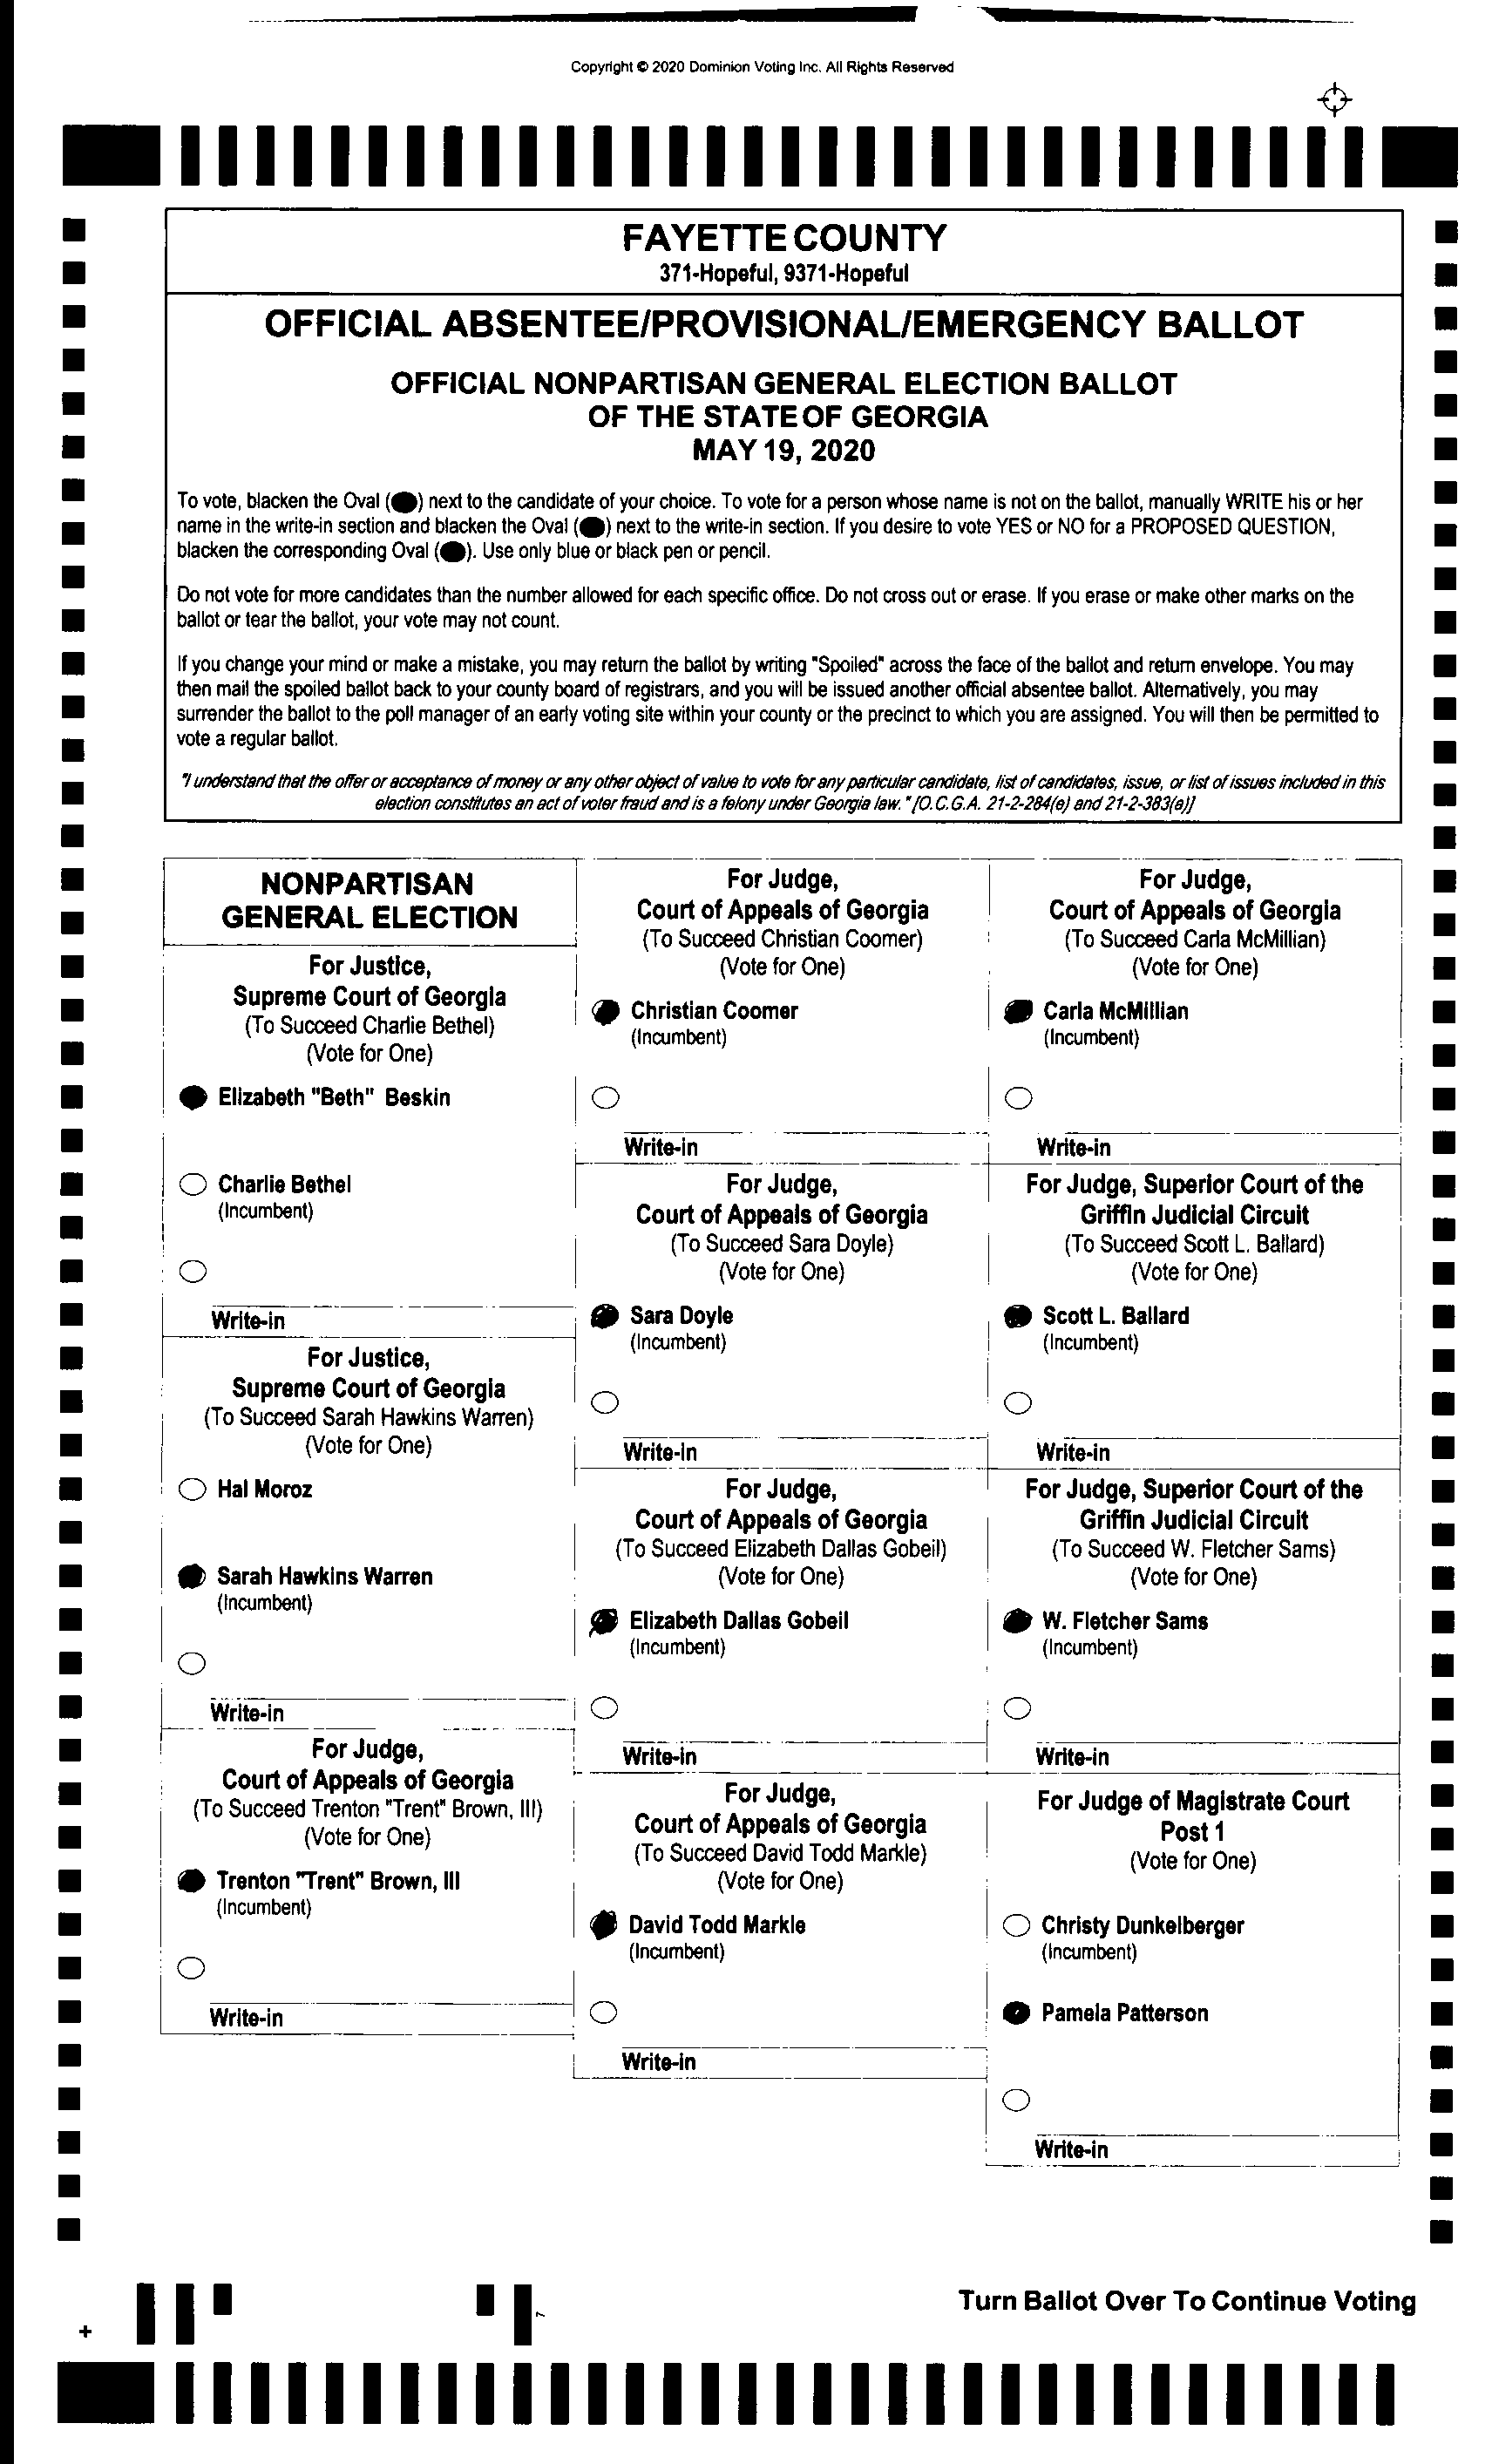 Copyright © 2020 Dominion Voting Inc. All Rights Reserved
FAYETTE COUNTY
371-Hopeful, 9371-Hopeful
OFFICIAL ABSENTEE/PROVISIONAL/EMERGENCY BALLOT
OFFICIAL NONPARTISAN GENERAL ELECTION BALLOT
OF THE STATE OF GEORGIA
MAY 19, 2020
To vote, blacken the Oval () next to the candidate of your choice. To vote for a person whose name is not on the ballot, manually WRITE his or her
name in the write-in section and blacken the Oval () next to the write-in section. If you desire to vote YES or NO for a PROPOSED QUESTION,
blacken the corresponding Oval (). Use only blue or black pen or pencil.
Do not vote for more candidates than the number allowed for each specific office. Do not cross out or erase. If you erase or make other marks on the
ballot or tear the ballot, your vote may not count.
If you change your mind or make a mistake, you may return the ballot by writing "Spoiled" across the face of the ballot and return envelope. You may
then mail the spoiled ballot back to your county board of registrars, and you will be issued another official absentee ballot. Alternatively, you may
surrender the ballot to the poll manager of an early voting site within your county or the precinct to which you are assigned. You will then be permitted to
vote a regular ballot.
"I understand that the offer or acceptance of money or any other object of value to vote for any particular candidate, list of candidates, issue, or list of issues included in this
election constitutes an act of voter fraud and is a felony under Georgia law." [O.C.G.A. 21-2-284(e) and 21-2-383(a)]
NONPARTISAN
GENERAL ELECTION
For Justice,
Supreme Court of Georgia
(To Succeed Charlie Bethel)
(Vote for One)
Elizabeth "Beth" Beskin
Charlie Bethel
(Incumbent)
Write-in
For Justice,
Supreme Court of Georgia
(To Succeed Sarah Hawkins Warren)
(Vote for One)
Hal Moroz
Sarah Hawkins Warren
(Incumbent)
Write-in
For Judge,
Court of Appeals of Georgia
(To Succeed Trenton "Trent" Brown, III)
(Vote for One)
Trenton "Trent" Brown, III
(Incumbent)
Write-in
For Judge,
Court of Appeals of Georgia
(To Succeed Christian Coomer)
(Vote for One)
Christian Coomer
(Incumbent)
Write-in
For Judge,
Court of Appeals of Georgia
(To Succeed Sara Doyle)
(Vote for One)
Sara Doyle
(Incumbent)
Write-in
For Judge,
Court of Appeals of Georgia
(To Succeed Elizabeth Dallas Gobeil)
(Vote for One)
Elizabeth Dallas Gobeil
(Incumbent)
Write-in
For Judge,
Court of Appeals of Georgia
(To Succeed David Todd Markle)
(Vote for One)
David Todd Markle
(Incumbent)
Write-in
For Judge,
Court of Appeals of Georgia
(To Succeed Carla McMillian)
(Vote for One)
Carla McMillian
(Incumbent)
Write-in
For Judge, Superior Court of the
Griffin Judicial Circuit
(To Succeed Scott L. Ballard)
(Vote for One)
Scott L. Ballard
(Incumbent)
Write-in
For Judge, Superior Court of the
Griffin Judicial Circuit
(To Succeed W. Fletcher Sams)
(Vote for One)
W. Fletcher Sams
(Incumbent)
Write-in
For Judge of Magistrate Court
Post 1
(Vote for One)
Christy Dunkelberger
(Incumbent)
Pamela Patterson
Write-in
Turn Ballot Over To Continue Voting
+